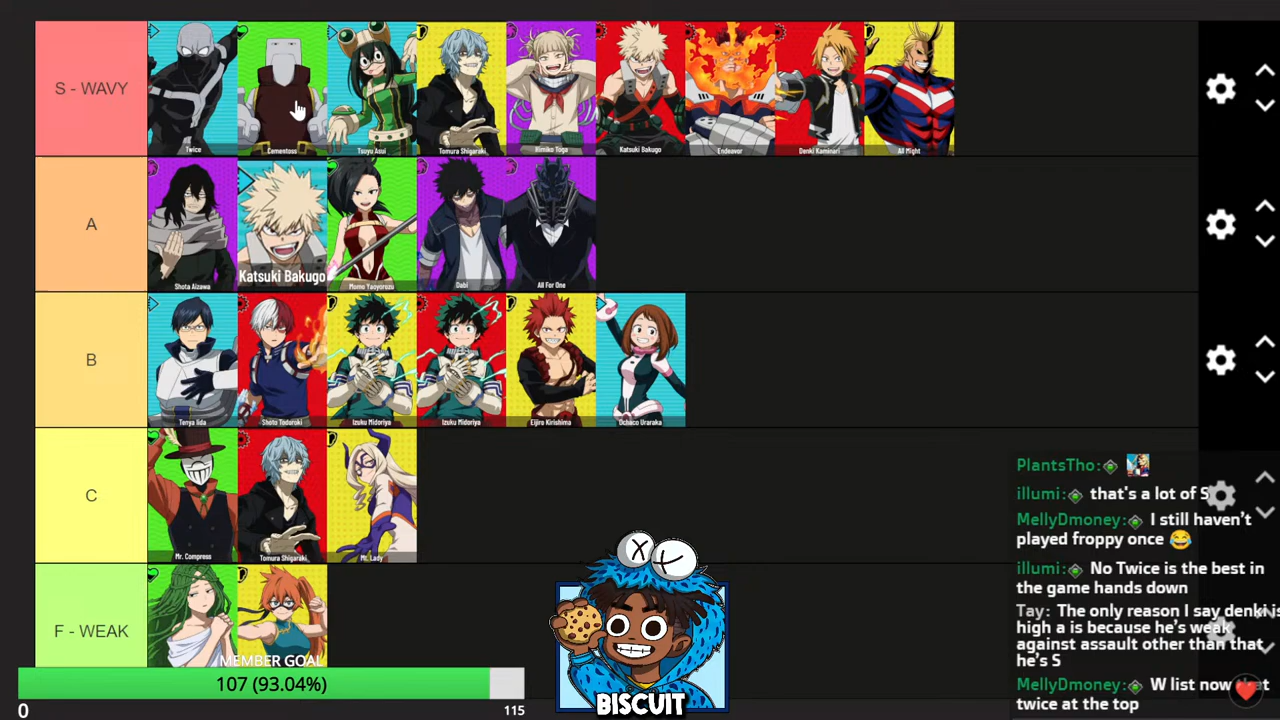 S - WAVY
Twice
Cementoss
Tsuyu Asui
Tomura Shigaraki
Himiko Toga
Katsuki Bakugo
Endeavor
Denki Kaminari
All Might
A
Shota Aizawa
Katsuki Bakugo
Momo Yaoyorozu
Dabi
All For One
B
Tenya Iida
Shoto Todoroki
Izuku Midoriya
Izuku Midoriya
Eijiro Kirishima
Ochaco Uraraka
C
Mr. Compress
Tomura Shigaraki
Mt. Lady
F - WEAK
MEMBER GOAL
107 (93.04%)
0
115
X
BISCUIT
PlantsTho:
illumi: that's a lot of S
MellyDmoney: I still haven't
played froppy once 😂
illumi: No Twice is the best in
the game hands down
Tay: The only reason I say denki is
high a is because he's weak
against assault other than that
he's S
MellyDmoney: W list now that
twice at the top